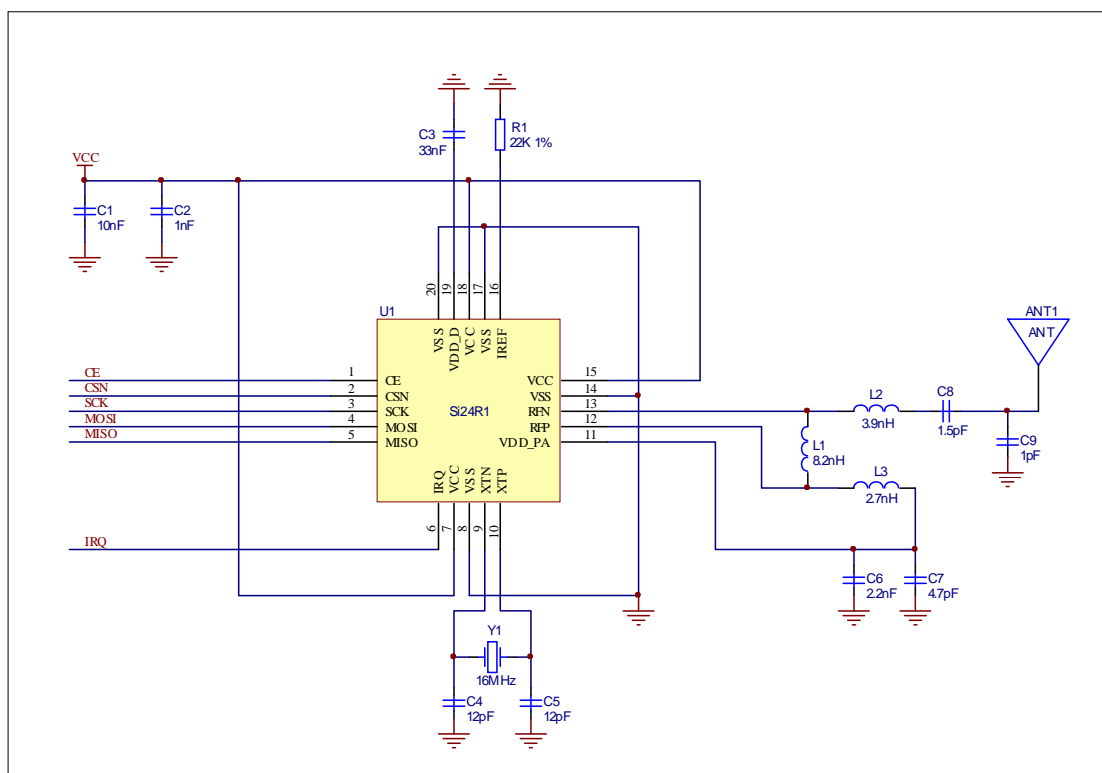 C3
33nF
R1
22K 1%
VCC
C1
10nF
C2
1nF
20
19
18
17
16
U1
VSS
VDD_D
VCC
VSS
IREF
ANT1
ANT
CE
1
CE
CSN
2
CSN
SCK
3
SCK
MOSI
4
MOSI
MISO
5
MISO
Si24R1
VCC
15
VSS
14
RFN
13
RFP
12
VDD_PA
11
L2
3.9nH
C8
1.5pF
C9
1pF
L1
8.2nH
L3
2.7nH
IRQ
VCC
VSS
XTN
XTP
6
7
8
9
10
IRQ
C6
2.2nF
C7
4.7pF
Y1
16MHz
C4
12pF
C5
12pF